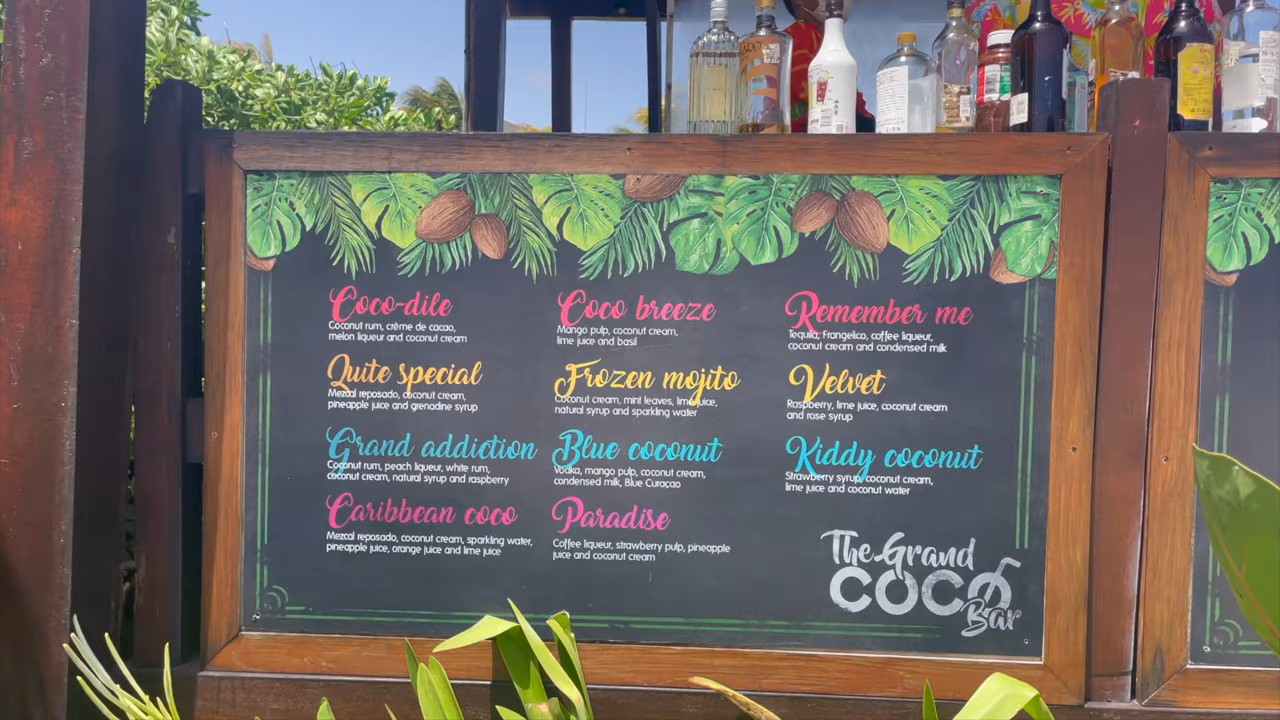 Coco-dile
Coconut rum, crème de cacao,
melon liqueur and coconut cream
Quite special
Mezcal reposado, coconut cream,
pineapple juice and grenadine syrup
Grand addiction
Coconut rum, peach liqueur, white rum,
coconut cream, natural syrup and raspberry
Caribbean coco
Mezcal reposado, coconut cream, sparkling water,
pineapple juice, orange juice and lime juice
Coco breeze
Mango pulp, coconut cream,
lime juice and basil
Frozen mojito
Coconut cream, mint leaves, lime juice,
natural syrup and sparkling water
Blue coconut
Vodka, mango pulp, coconut cream,
condensed milk, Blue Curaçao
Paradise
Coffee liqueur, strawberry pulp, pineapple
juice and coconut cream
Remember me
Tequila, Frangelico, coffee liqueur,
coconut cream and condensed milk
Velvet
Raspberry, lime juice, coconut cream
and rose syrup
Kiddy coconut
Strawberry syrup, coconut cream,
lime juice and coconut water
The Grand
COCO
Bar